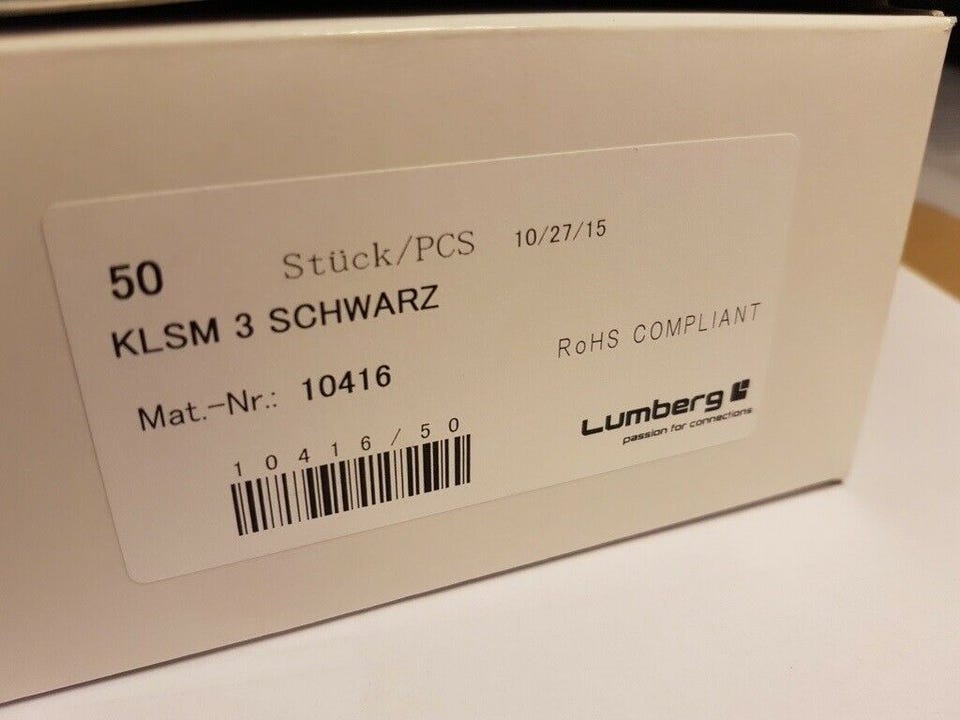 50 Stück/PCS 10/27/15
KLSM 3 SCHWARZ
RoHS COMPLIANT
Mat.-Nr.: 10416
10416/50
Lumberg
passion for connections